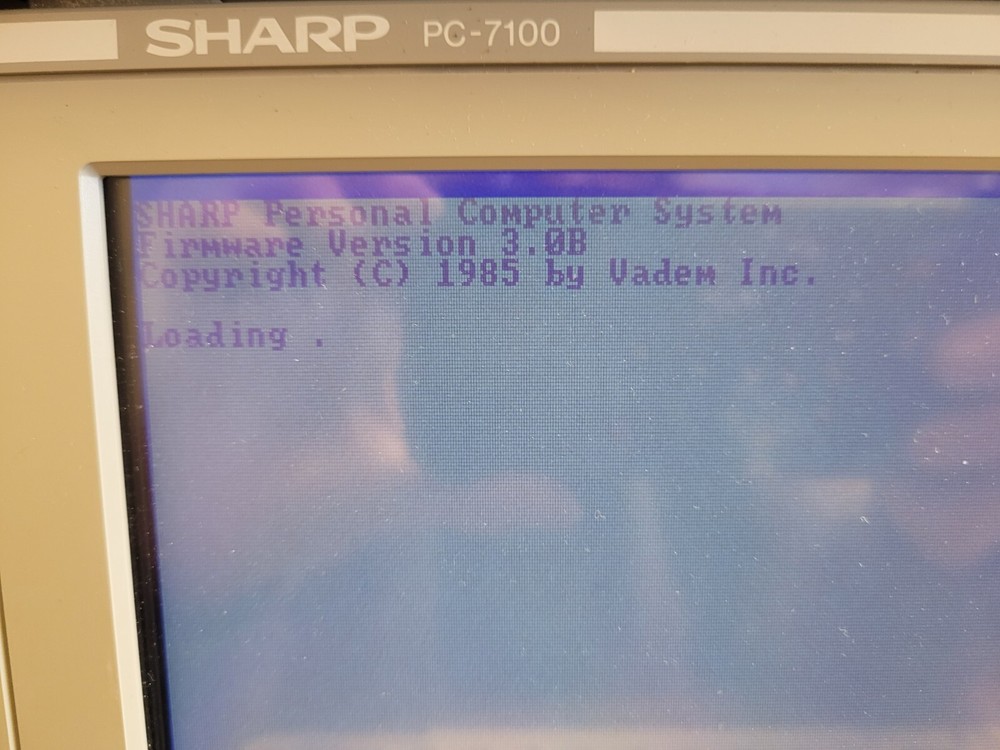 SHARP PC-7100
SHARP Personal Computer System
Firmware Version 3.0B
Copyright (C) 1985 by Vadem Inc.
Loading .